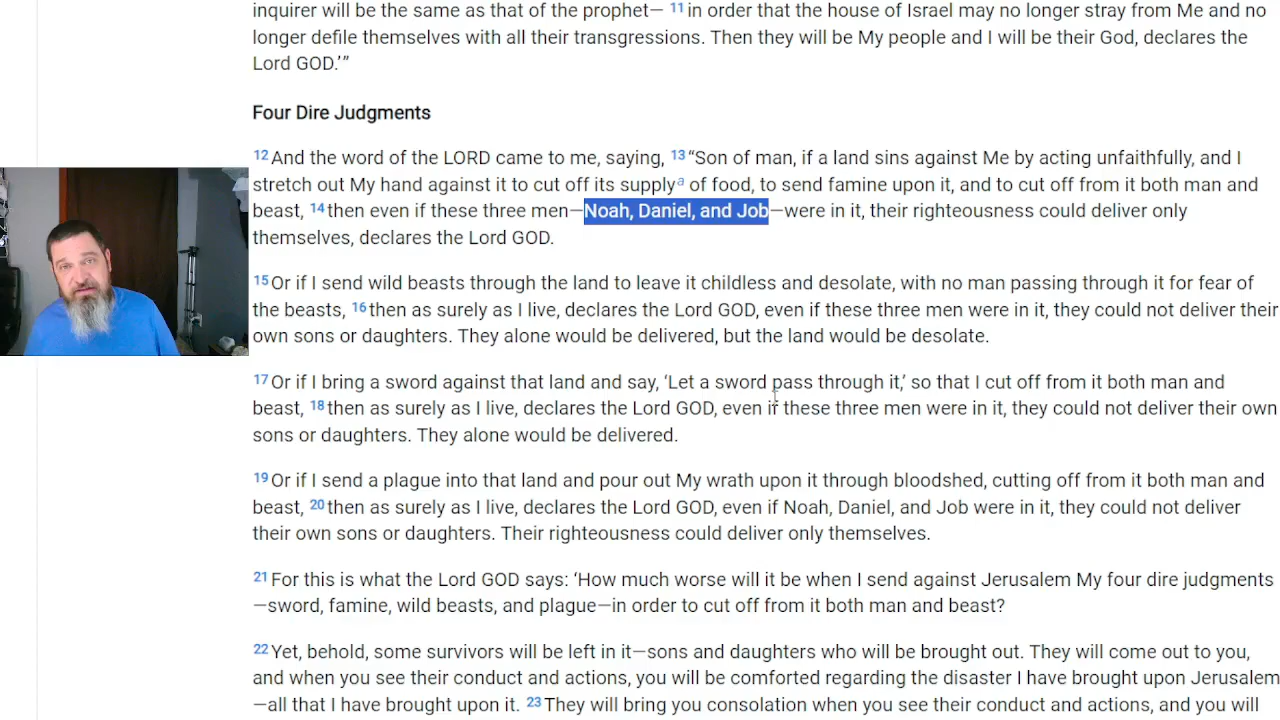 inquirer will be the same as that of the prophet— 11 in order that the house of Israel may no longer stray from Me and no
longer defile themselves with all their transgressions. Then they will be My people and I will be their God, declares the
Lord GOD.’”
Four Dire Judgments
12 And the word of the LORD came to me, saying, 13 “Son of man, if a land sins against Me by acting unfaithfully, and I
stretch out My hand against it to cut off its supply a of food, to send famine upon it, and to cut off from it both man and
beast, 14 then even if these three men—Noah, Daniel, and Job—were in it, their righteousness could deliver only
themselves, declares the Lord GOD.
15 Or if I send wild beasts through the land to leave it childless and desolate, with no man passing through it for fear of
the beasts, 16 then as surely as I live, declares the Lord GOD, even if these three men were in it, they could not deliver their
own sons or daughters. They alone would be delivered, but the land would be desolate.
17 Or if I bring a sword against that land and say, ‘Let a sword pass through it,’ so that I cut off from it both man and
beast, 18 then as surely as I live, declares the Lord GOD, even if these three men were in it, they could not deliver their own
sons or daughters. They alone would be delivered.
19 Or if I send a plague into that land and pour out My wrath upon it through bloodshed, cutting off from it both man and
beast, 20 then as surely as I live, declares the Lord GOD, even if Noah, Daniel, and Job were in it, they could not deliver
their own sons or daughters. Their righteousness could deliver only themselves.
21 For this is what the Lord GOD says: ‘How much worse will it be when I send against Jerusalem My four dire judgments
—sword, famine, wild beasts, and plague—in order to cut off from it both man and beast?
22 Yet, behold, some survivors will be left in it—sons and daughters who will be brought out. They will come out to you,
and when you see their conduct and actions, you will be comforted regarding the disaster I have brought upon Jerusalem
—all that I have brought upon it. 23 They will bring you consolation when you see their conduct and actions, and you will